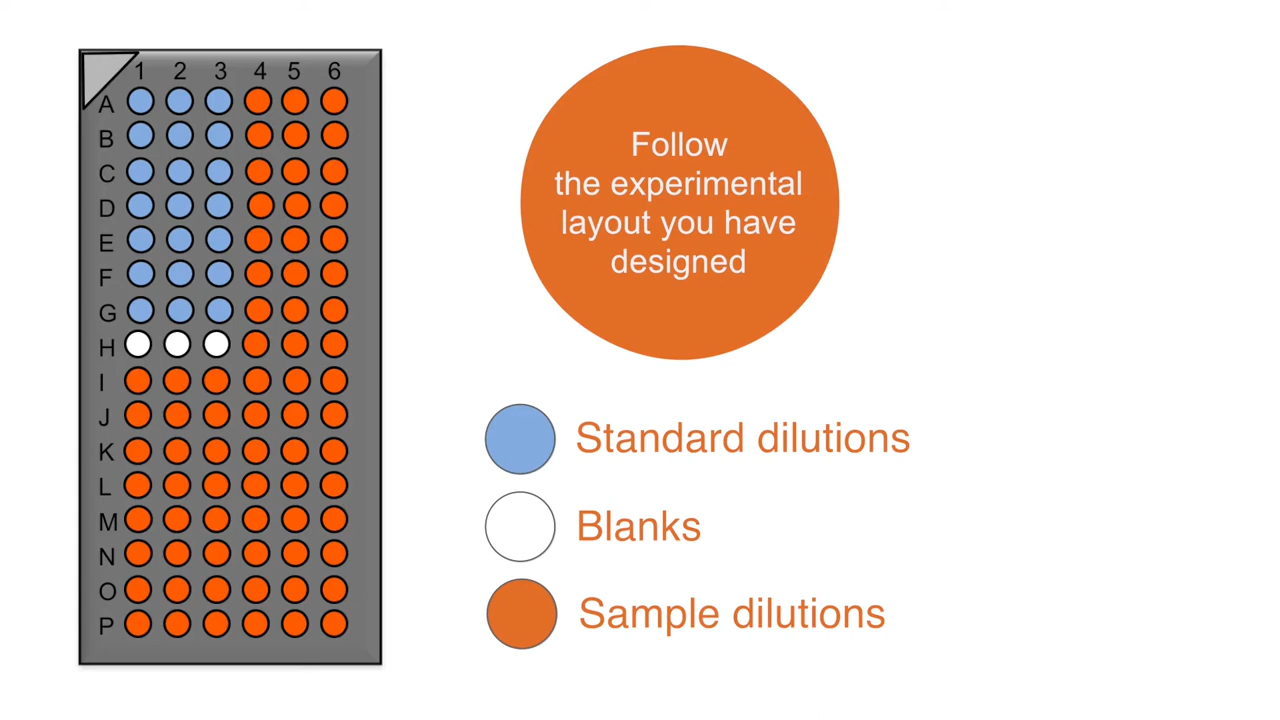 1 2 3 4 5 6
A
B
C
D
E
F
G
H
I
J
K
L
M
N
O
P
Follow
the experimental
layout you have
designed
Standard dilutions
Blanks
Sample dilutions